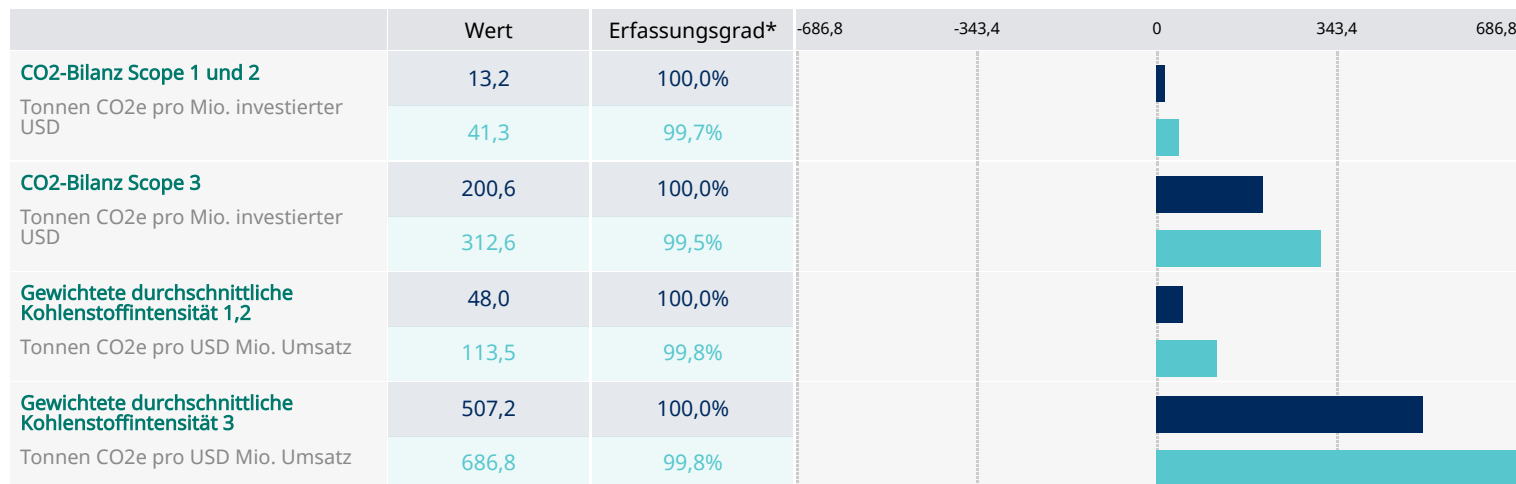 Wert Erfassungsgrad* -686,8 -343,4 0 343,4 686,8
CO2-Bilanz Scope 1 und 2
Tonnen CO2e pro Mio. investierter
USD
13,2 100,0%
41,3 99,7%
CO2-Bilanz Scope 3
Tonnen CO2e pro Mio. investierter
USD
200,6 100,0%
312,6 99,5%
Gewichtete durchschnittliche
Kohlenstoffintensität 1,2
Tonnen CO2e pro USD Mio. Umsatz
48,0 100,0%
113,5 99,8%
Gewichtete durchschnittliche
Kohlenstoffintensität 3
Tonnen CO2e pro USD Mio. Umsatz
507,2 100,0%
686,8 99,8%